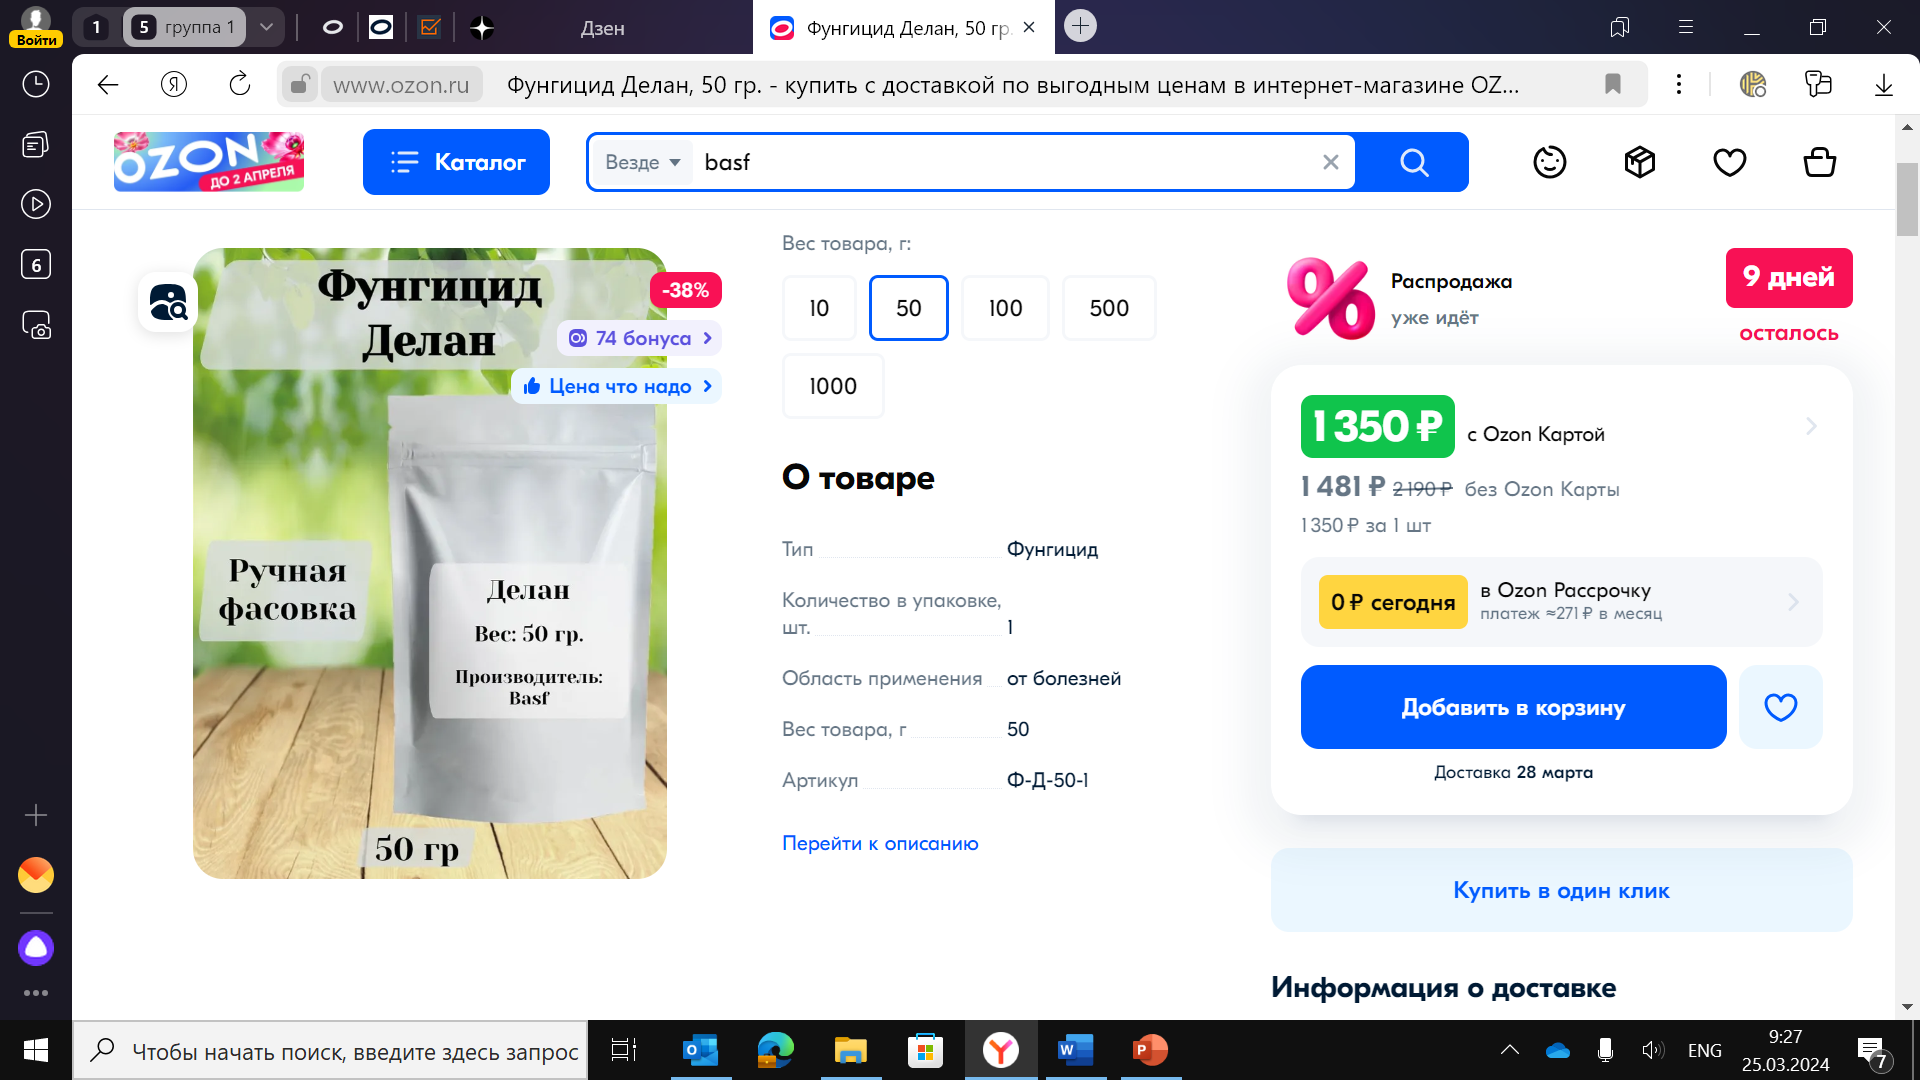 Войти
1
5 группа 1
Дзен
Фунгицид Делан, 50 гр.
www.ozon.ru
Фунгицид Делан, 50 гр. - купить с доставкой по выгодным ценам в интернет-магазине OZ...
6
OZON
ДО 2 АПРЕЛЯ
Каталог
Везде
basf
Фунгицид
Делан
-38%
74 бонуса
Цена что надо
Ручная
фасовка
Делан
Вес: 50 гр.
Производитель:
Basf
50 гр
Вес товара, г:
10
50
100
500
1000
О товаре
Тип Фунгицид
Количество в упаковке,
шт. 1
Область применения от болезней
Вес товара, г 50
Артикул Ф-Д-50-1
Перейти к описанию
%
Распродажа
уже идёт
9 дней
осталось
1 350 ₽ с Ozon Картой
1 481 ₽ 2 190 ₽ без Ozon Карты
1 350 ₽ за 1 шт
0 ₽ сегодня
в Ozon Рассрочку
платеж ≈271 ₽ в месяц
Добавить в корзину
Доставка 28 марта
Купить в один клик
Информация о доставке
Чтобы начать поиск, введите здесь запрос
ENG
9:27
25.03.2024
7